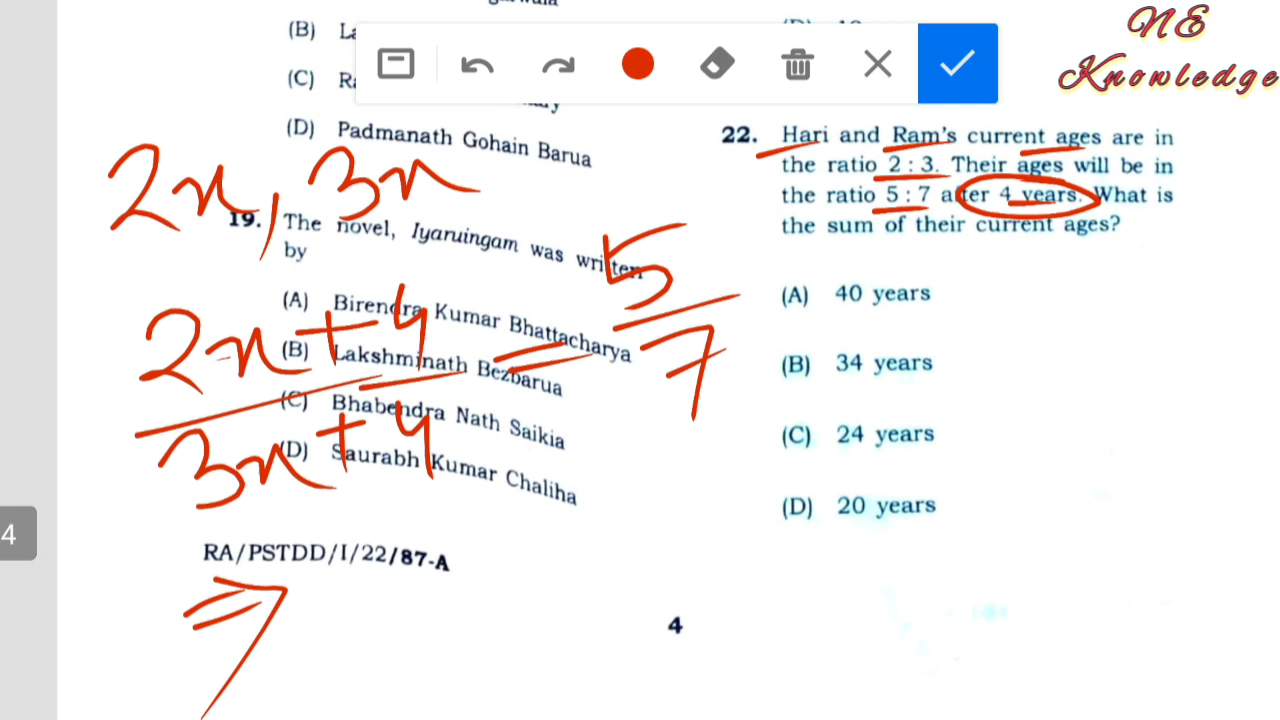 (B) La
(C) Ra
(D) Padmanath Gohain Barua
2x, 3x
19. The novel, Iyaruingam was written
by
(A) Birendra Kumar Bhattacharya
(B) Lakshminath Bezbarua
(C) Bhabendra Nath Saikia
(D) Saurabh Kumar Chaliha
2x+4
3x+4
=
5
7
RA/PSTDD/I/22/87-A
⇒
4
4
NE
Knowledge
22. Hari and Ram's current ages are in
the ratio 2 : 3. Their ages will be in
the ratio 5 : 7 after 4 years. What is
the sum of their current ages?
(A) 40 years
(B) 34 years
(C) 24 years
(D) 20 years